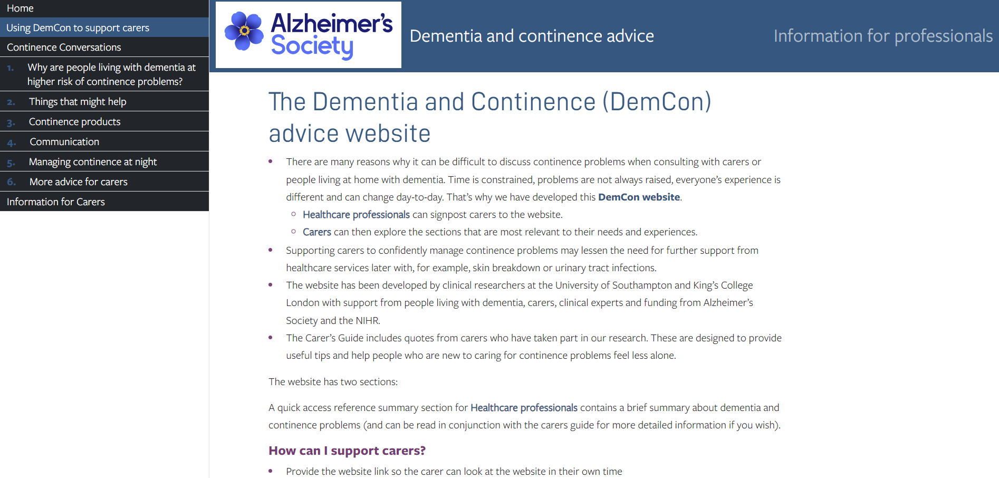 Home
Using DemCon to support carers
Continence Conversations
1. Why are people living with dementia at
higher risk of continence problems?
2. Things that might help
3. Continence products
4. Communication
5. Managing continence at night
6. More advice for carers
Information for Carers
Alzheimer's
Society
Dementia and continence advice
Information for professionals
The Dementia and Continence (DemCon)
advice website
• There are many reasons why it can be difficult to discuss continence problems when consulting with carers or
people living at home with dementia. Time is constrained, problems are not always raised, everyone’s experience is
different and can change day-to-day. That’s why we have developed this DemCon website.
○ Healthcare professionals can signpost carers to the website.
○ Carers can then explore the sections that are most relevant to their needs and experiences.
• Supporting carers to confidently manage continence problems may lessen the need for further support from
healthcare services later with, for example, skin breakdown or urinary tract infections.
• The website has been developed by clinical researchers at the University of Southampton and King’s College
London with support from people living with dementia, carers, clinical experts and funding from Alzheimer’s
Society and the NIHR.
• The Carer’s Guide includes quotes from carers who have taken part in our research. These are designed to provide
useful tips and help people who are new to caring for continence problems feel less alone.
The website has two sections:
A quick access reference summary section for Healthcare professionals contains a brief summary about dementia and
continence problems (and can be read in conjunction with the carers guide for more detailed information if you wish).
How can I support carers?
• Provide the website link so the carer can look at the website in their own time